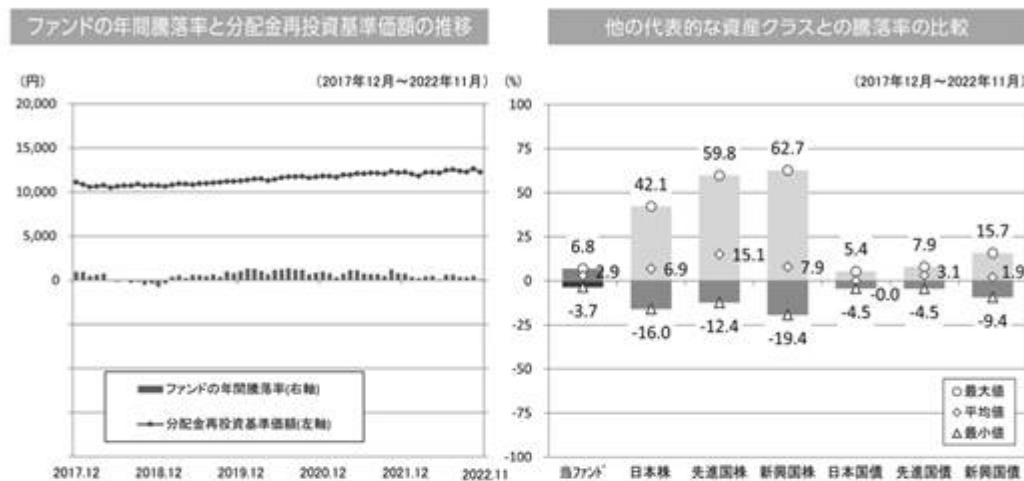 ファンドの年間騰落率と分配金再投資基準価額の推移
(円)
(2017年12月～2022年11月)
20,000
15,000
10,000
5,000
0
ファンドの年間騰落率(右軸)
分配金再投資基準価額(左軸)
2017.12 2018.12 2019.12 2020.12 2021.12 2022.11
他の代表的な資産クラスとの騰落率の比較
(%)
(2017年12月～2022年11月)
100
75
50
25
0
-25
-50
-75
-100
6.8 2.9 -3.7
42.1 6.9 -16.0
59.8 15.1 -12.4
62.7 7.9 -19.4
5.4 -0.0 -4.5
7.9 3.1 -4.5
15.7 1.9 -9.4
最大値
平均値
最小値
当ファンド 日本株 先進国株 新興国株 日本国債 先進国債 新興国債